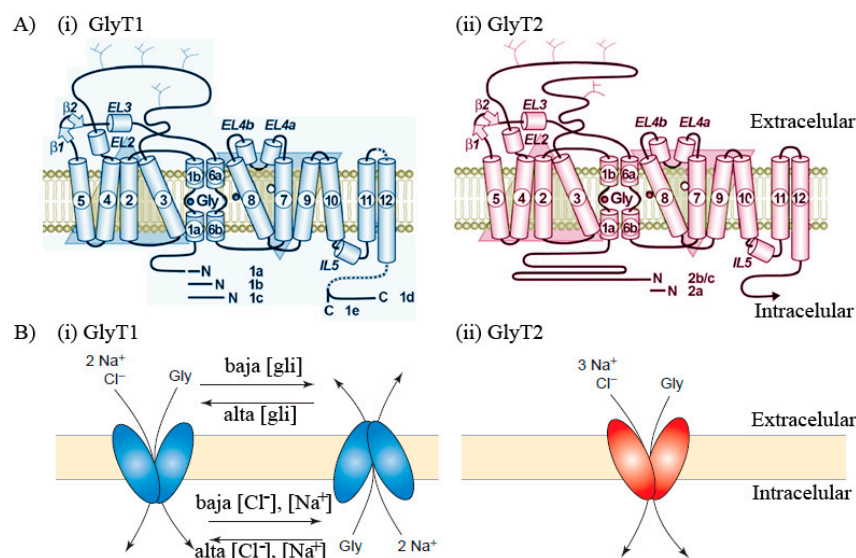 A) (i) GlyT1
(ii) GlyT2
β2
EL3
β1
EL2
EL4b EL4a
5 4 2 3 1b 6a 8 7 9 10 11 12
Gly
1a 6b
IL5
N 1a
N 1b
N 1c
C 1d
C 1e
β2
EL3
β1
EL2
EL4b EL4a
Extracelular
5 4 2 3 1b 6a 8 7 9 10 11 12
Gly
1a 6b
IL5
N 2b/c
N 2a
Intracelular
B) (i) GlyT1
(ii) GlyT2
2 Na⁺
Cl⁻ Gly
baja [gli]
alta [gli]
baja [Cl⁻], [Na⁺]
alta [Cl⁻], [Na⁺]
Gly 2 Na⁺
3 Na⁺
Cl⁻ Gly
Extracelular
Intracelular